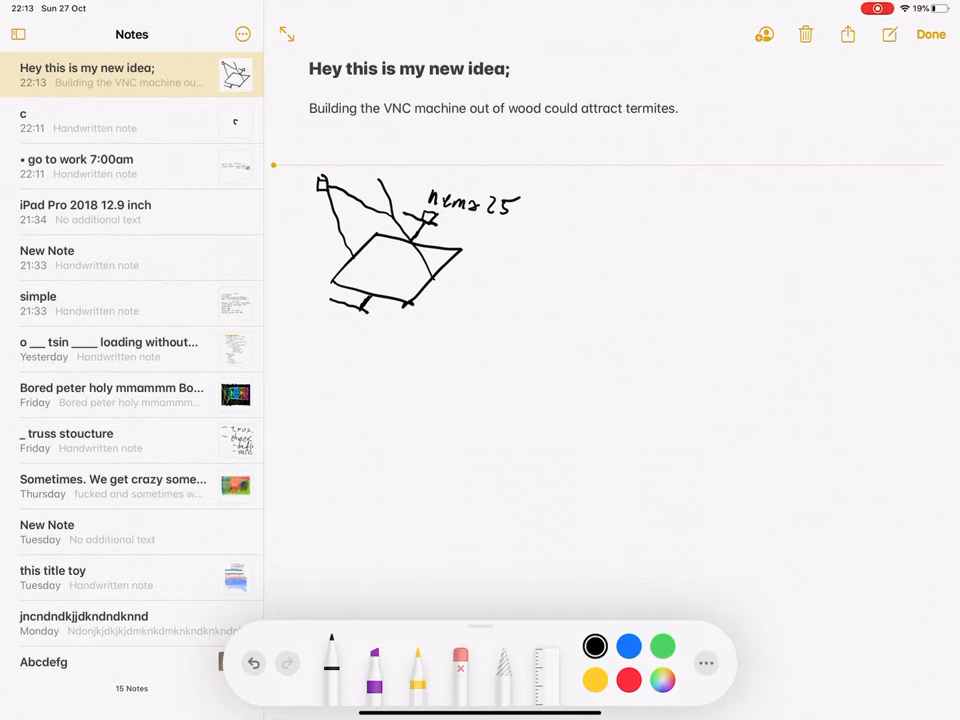 22:13 Sun 27 Oct
19%
Notes
Done
Hey this is my new idea;
22:13 Building the VNC machine ou...
c
22:11 Handwritten note
• go to work 7:00am
22:11 Handwritten note
iPad Pro 2018 12.9 inch
21:34 No additional text
New Note
21:33 Handwritten note
simple
21:33 Handwritten note
o ___ tsin ____ loading without...
Yesterday Handwritten note
Bored peter holy mmammm Bo...
Friday Bored peter holy mmammm...
_ truss stoucture
Friday Handwritten note
Sometimes. We get crazy some...
Thursday fucked and sometimes w...
New Note
Tuesday No additional text
this title toy
Tuesday Handwritten note
jncndndkjjdkndndknnd
Monday Ndonjkjdkjkjdmknkdmknkndnkndn
Abcdefg
15 Notes
Hey this is my new idea;
Building the VNC machine out of wood could attract termites.
25